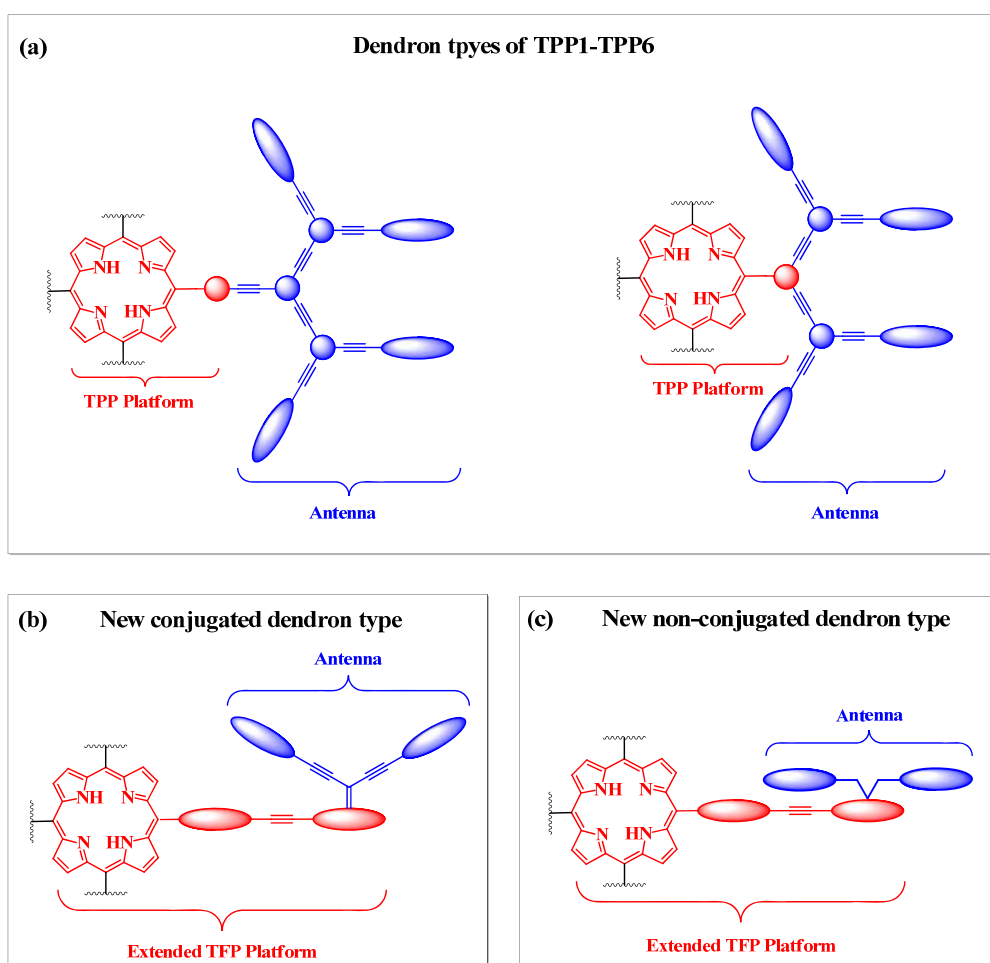 (a)
Dendron tpyes of TPP1-TPP6
NH
N
N
HN
TPP Platform
Antenna
NH
N
N
HN
TPP Platform
Antenna
(b)
New conjugated dendron type
Antenna
NH
N
N
HN
Extended TFP Platform
(c)
New non-conjugated dendron type
Antenna
NH
N
N
HN
Extended TFP Platform